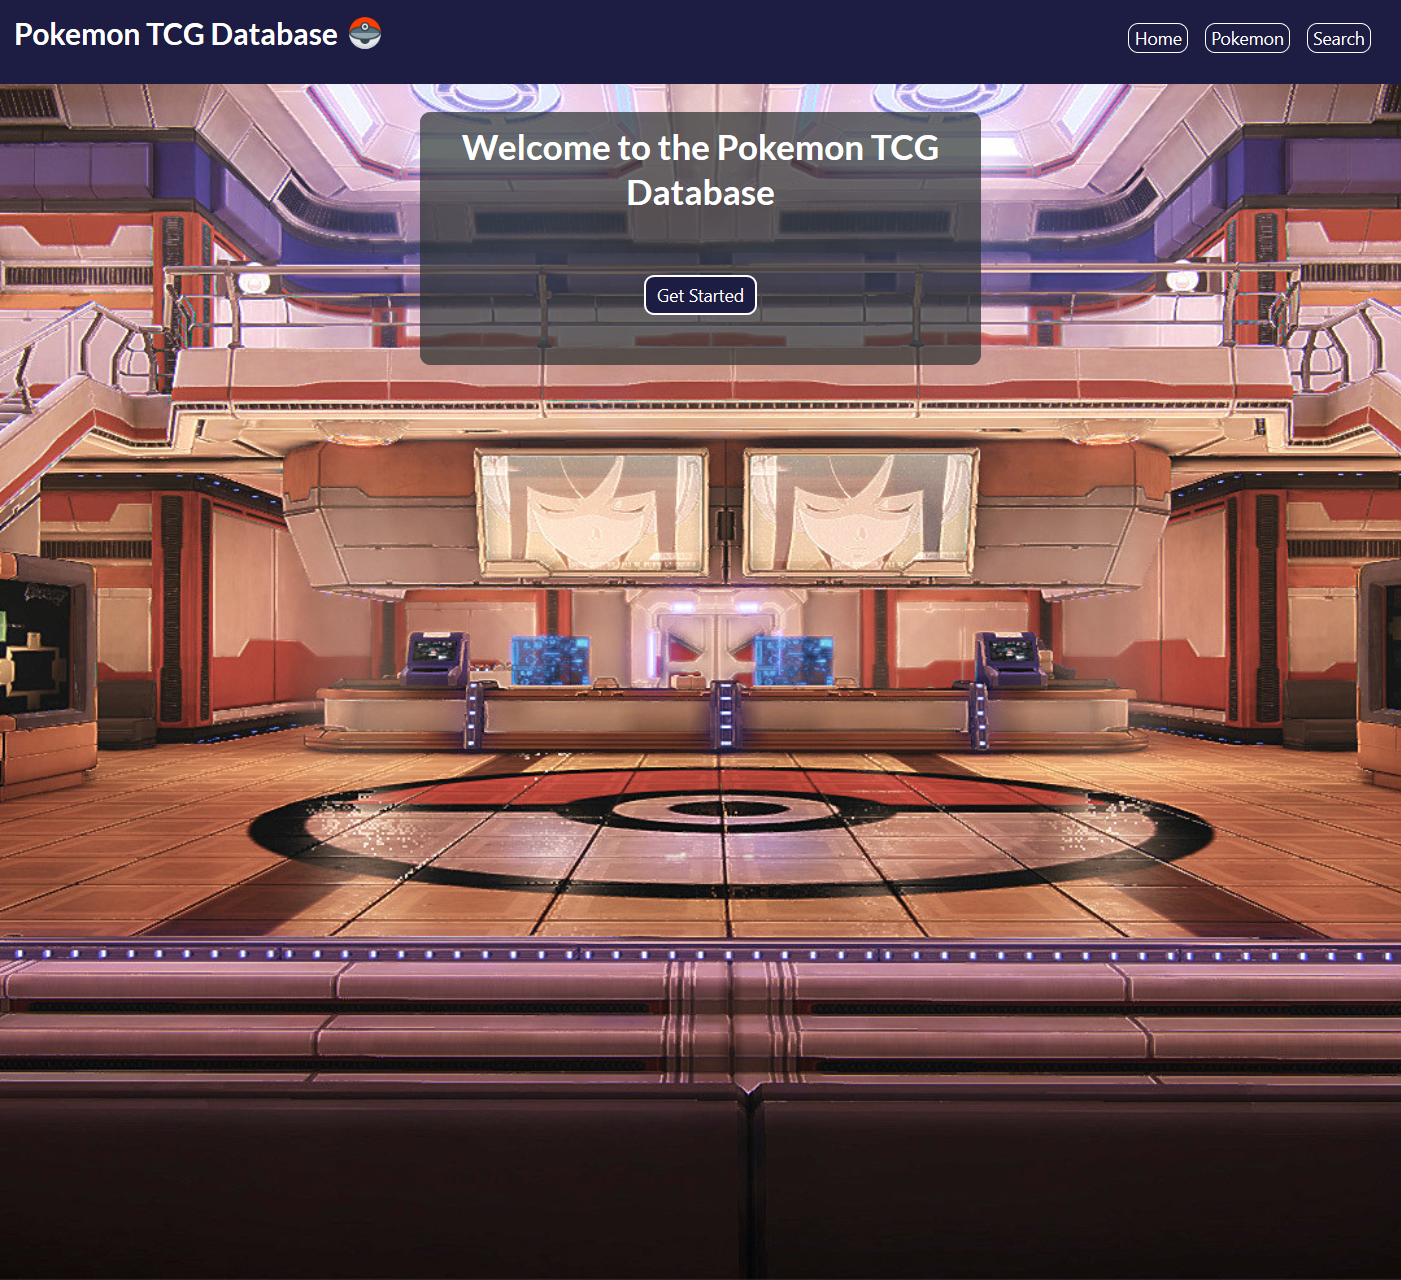 Pokemon TCG Database
Home
Pokemon
Search
Welcome to the Pokemon TCG
Database
Get Started